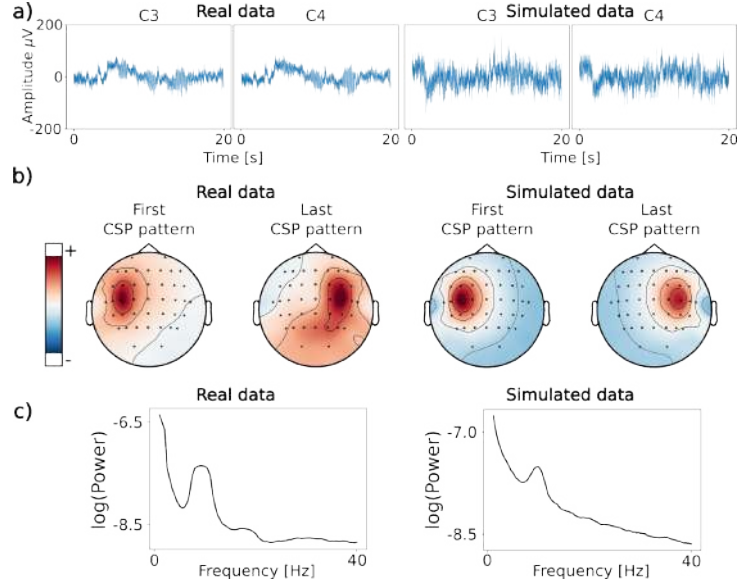 a) Real data Simulated data
C3 C4 C3 C4
Amplitude µV
200
0
-200
0 20 0 20 0 20 0 20
Time [s] Time [s]
b) Real data Simulated data
First CSP pattern Last CSP pattern First CSP pattern Last CSP pattern
+
-
c) Real data Simulated data
log(Power)
-6.5
-8.5
0 40
Frequency [Hz]
log(Power)
-7.0
-8.5
0 40
Frequency [Hz]